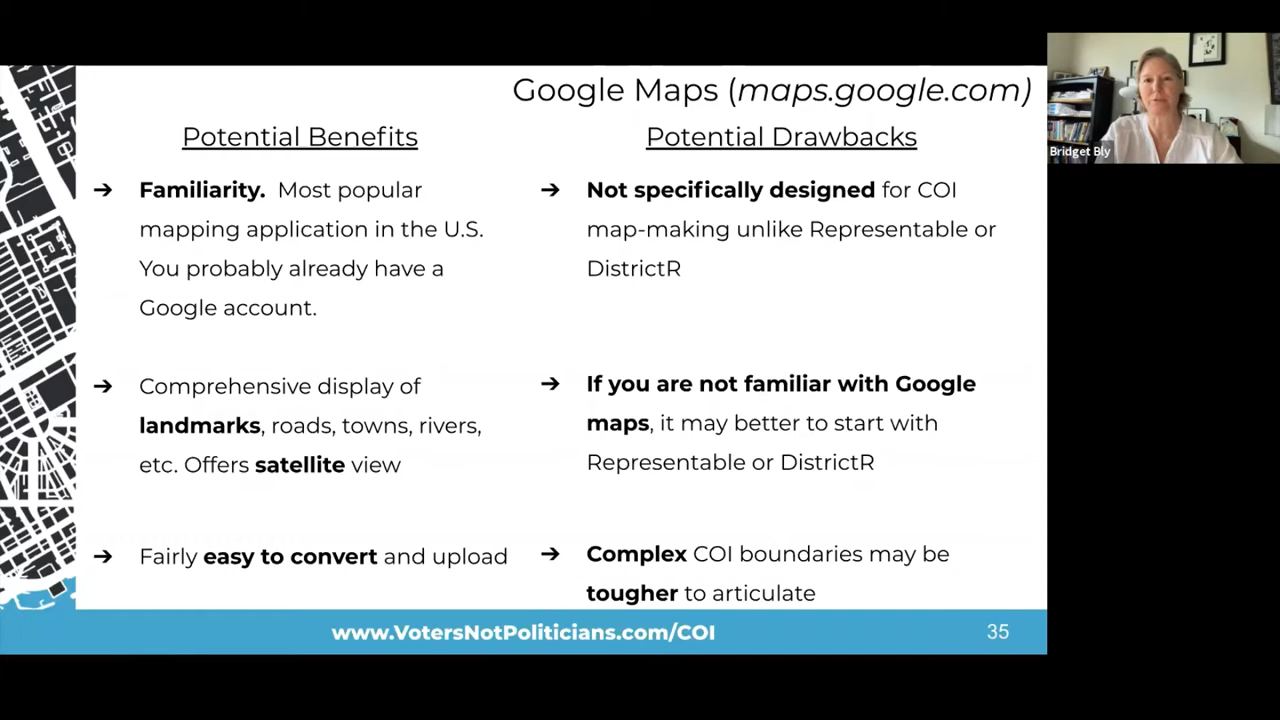 Google Maps (maps.google.com)
Potential Benefits
➔ Familiarity. Most popular
mapping application in the U.S.
You probably already have a
Google account.
➔ Comprehensive display of
landmarks, roads, towns, rivers,
etc. Offers satellite view
➔ Fairly easy to convert and upload
Potential Drawbacks
➔ Not specifically designed for COI
map-making unlike Representable or
DistrictR
➔ If you are not familiar with Google
maps, it may better to start with
Representable or DistrictR
➔ Complex COI boundaries may be
tougher to articulate
www.VotersNotPoliticians.com/COI
35
Bridget Bly